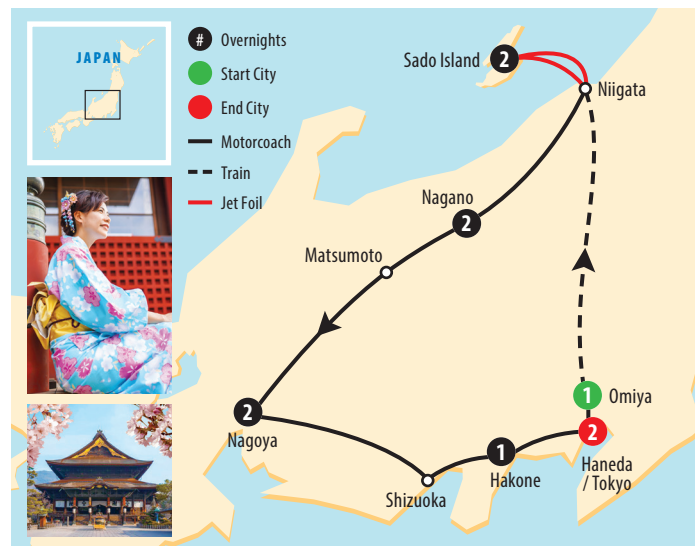 JAPAN
# Overnights
Start City
End City
Motorcoach
Train
Jet Foil
Sado Island
2
Niigata
Nagano
2
Matsumoto
2
Nagoya
1
Omiya
2
Haneda
/ Tokyo
1
Hakone
Shizuoka